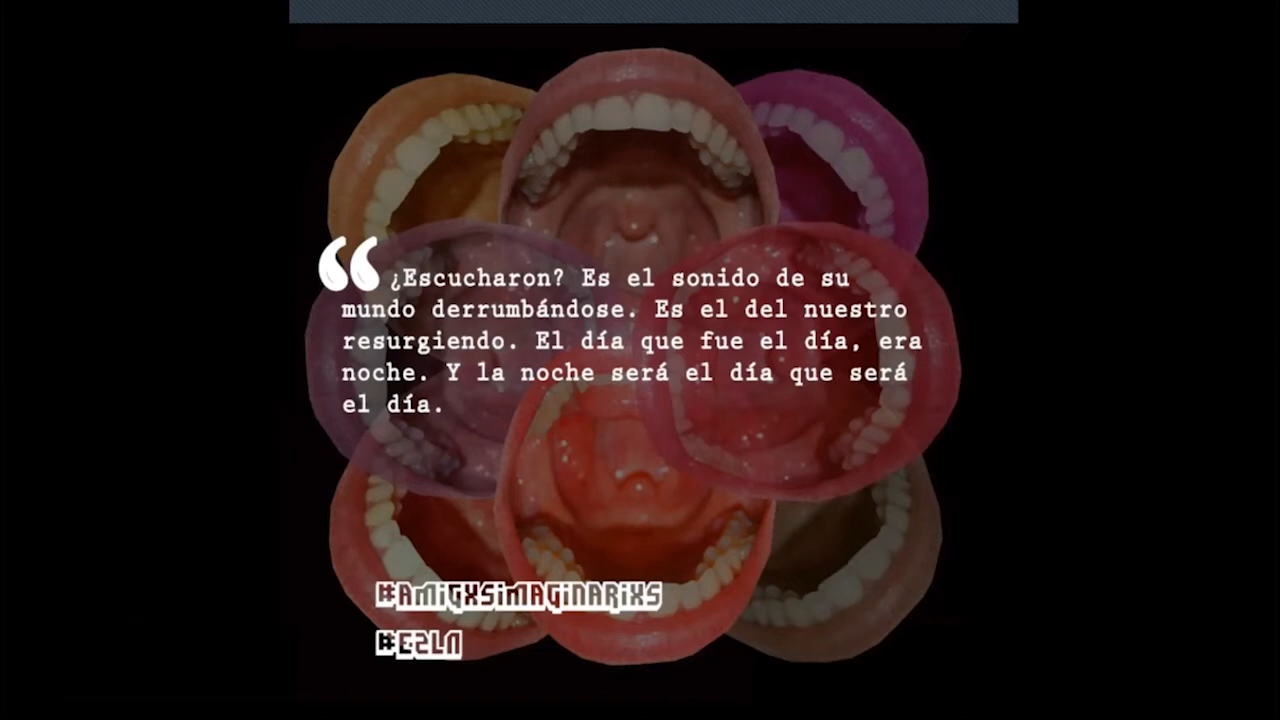 “ ¿Escucharon? Es el sonido de su
mundo derrumbándose. Es el del nuestro
resurgiendo. El día que fue el día, era
noche. Y la noche será el día que será
el día.
#AMIGXSIMAGINARIXS
#EZLN